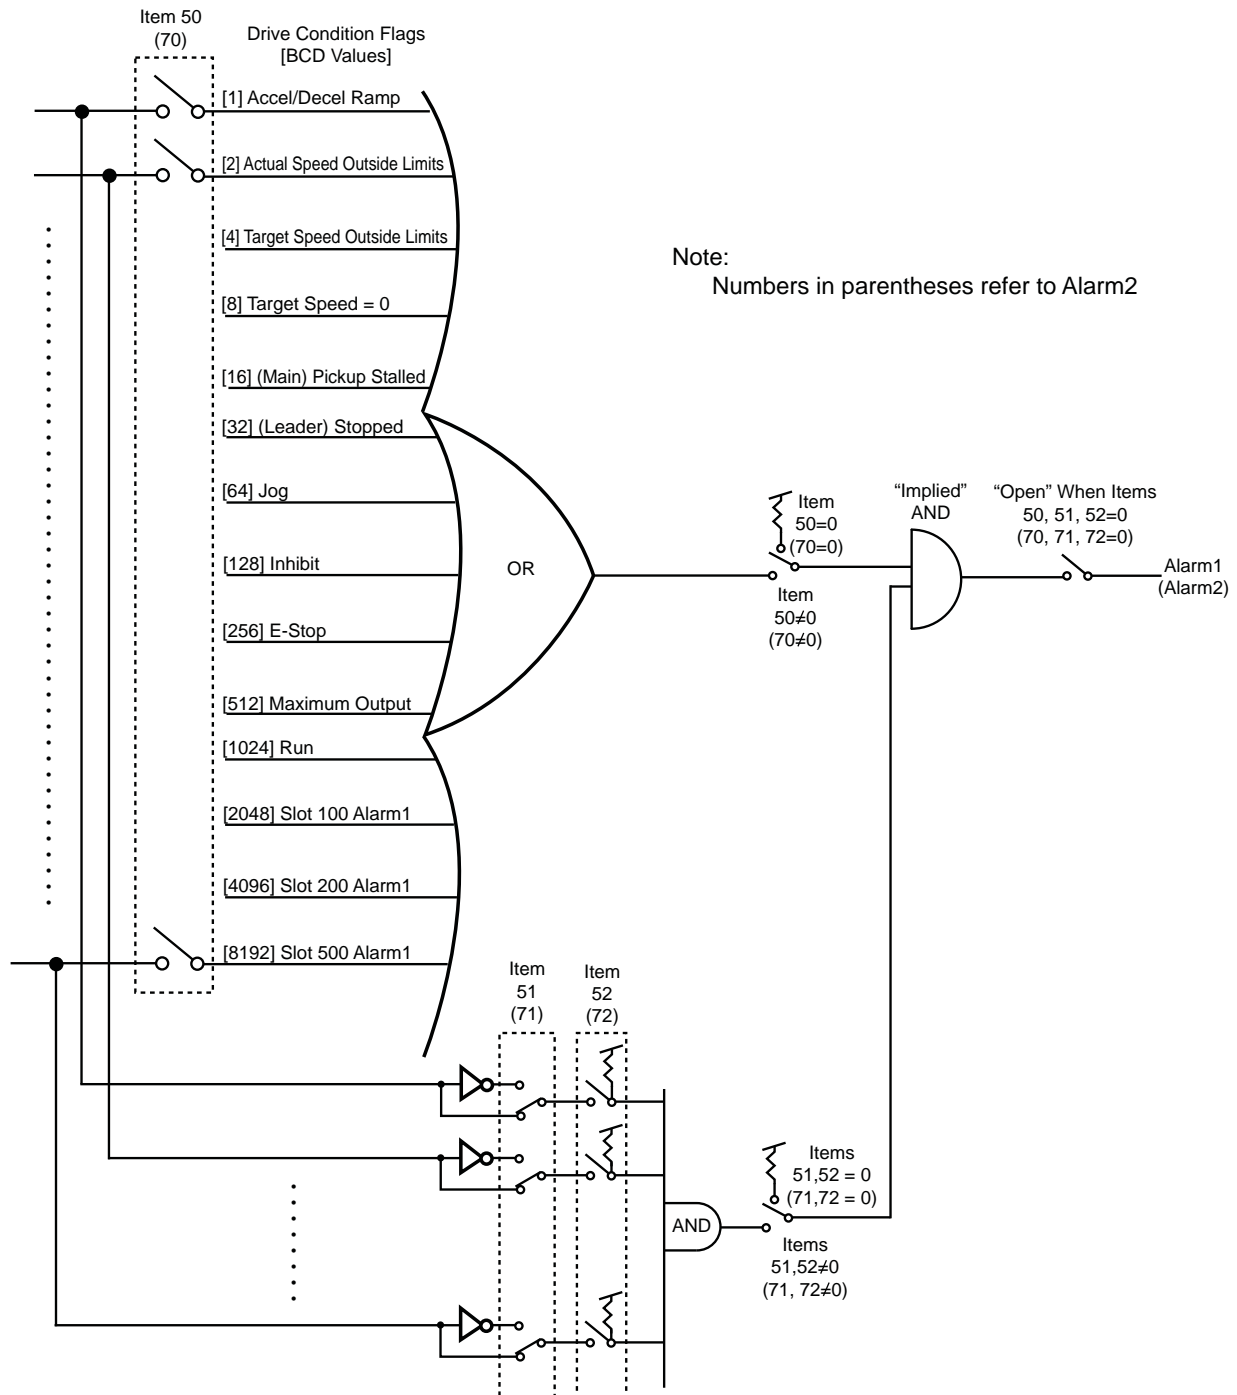 Item 50
(70)
Drive Condition Flags
[BCD Values]
[1] Accel/Decel Ramp
[2] Actual Speed Outside Limits
[4] Target Speed Outside Limits
[8] Target Speed = 0
[16] (Main) Pickup Stalled
[32] (Leader) Stopped
[64] Jog
[128] Inhibit
[256] E-Stop
[512] Maximum Output
[1024] Run
[2048] Slot 100 Alarm1
[4096] Slot 200 Alarm1
[8192] Slot 500 Alarm1
Note:
Numbers in parentheses refer to Alarm2
OR
Item
50=0
(70=0)
Item
50≠0
(70≠0)
“Implied”
AND
“Open” When Items
50, 51, 52=0
(70, 71, 72=0)
Alarm1
(Alarm2)
Item
51
(71)
Item
52
(72)
AND
Items
51,52 = 0
(71,72 = 0)
Items
51,52≠0
(71, 72≠0)